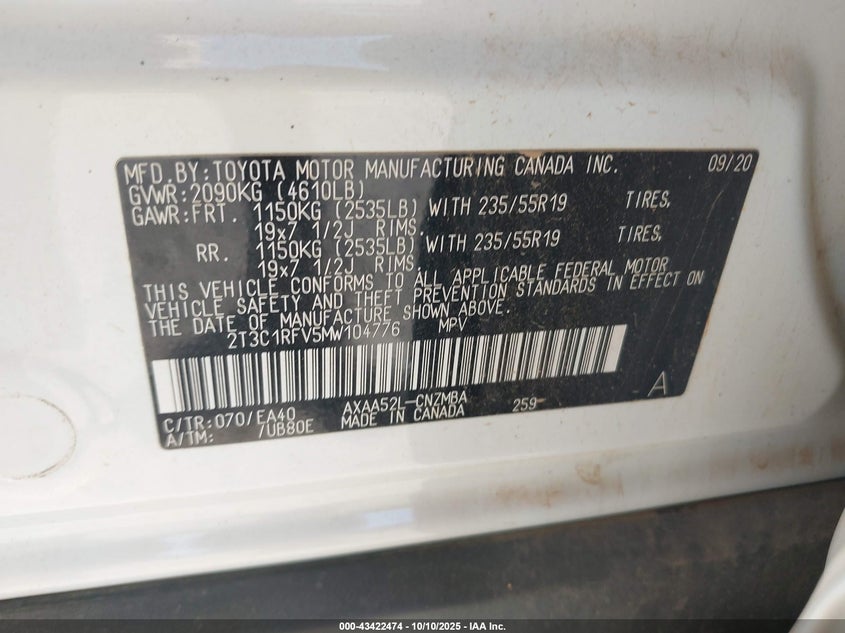 MFD.BY:TOYOTA MOTOR MANUFACTURING CANADA INC. 09/20
GVWR:2090KG (4610LB)
GAWR:FRT. 1150KG (2535LB) WITH 235/55R19 TIRES,
19x7 1/2J RIMS.
RR. 1150KG (2535LB) WITH 235/55R19 TIRES,
19x7 1/2J RIMS.
THIS VEHICLE CONFORMS TO ALL APPLICABLE FEDERAL MOTOR
VEHICLE SAFETY AND THEFT PREVENTION STANDARDS IN EFFECT ON
THE DATE OF MANUFACTURE SHOWN ABOVE.
2T3C1RFV5MW104776 MPV
C/TR:070/EA40 AXAA52L-CNZMBA 259 A
A/TM: /UB80E MADE IN CANADA
000-43422474 - 10/10/2025 - IAA Inc.